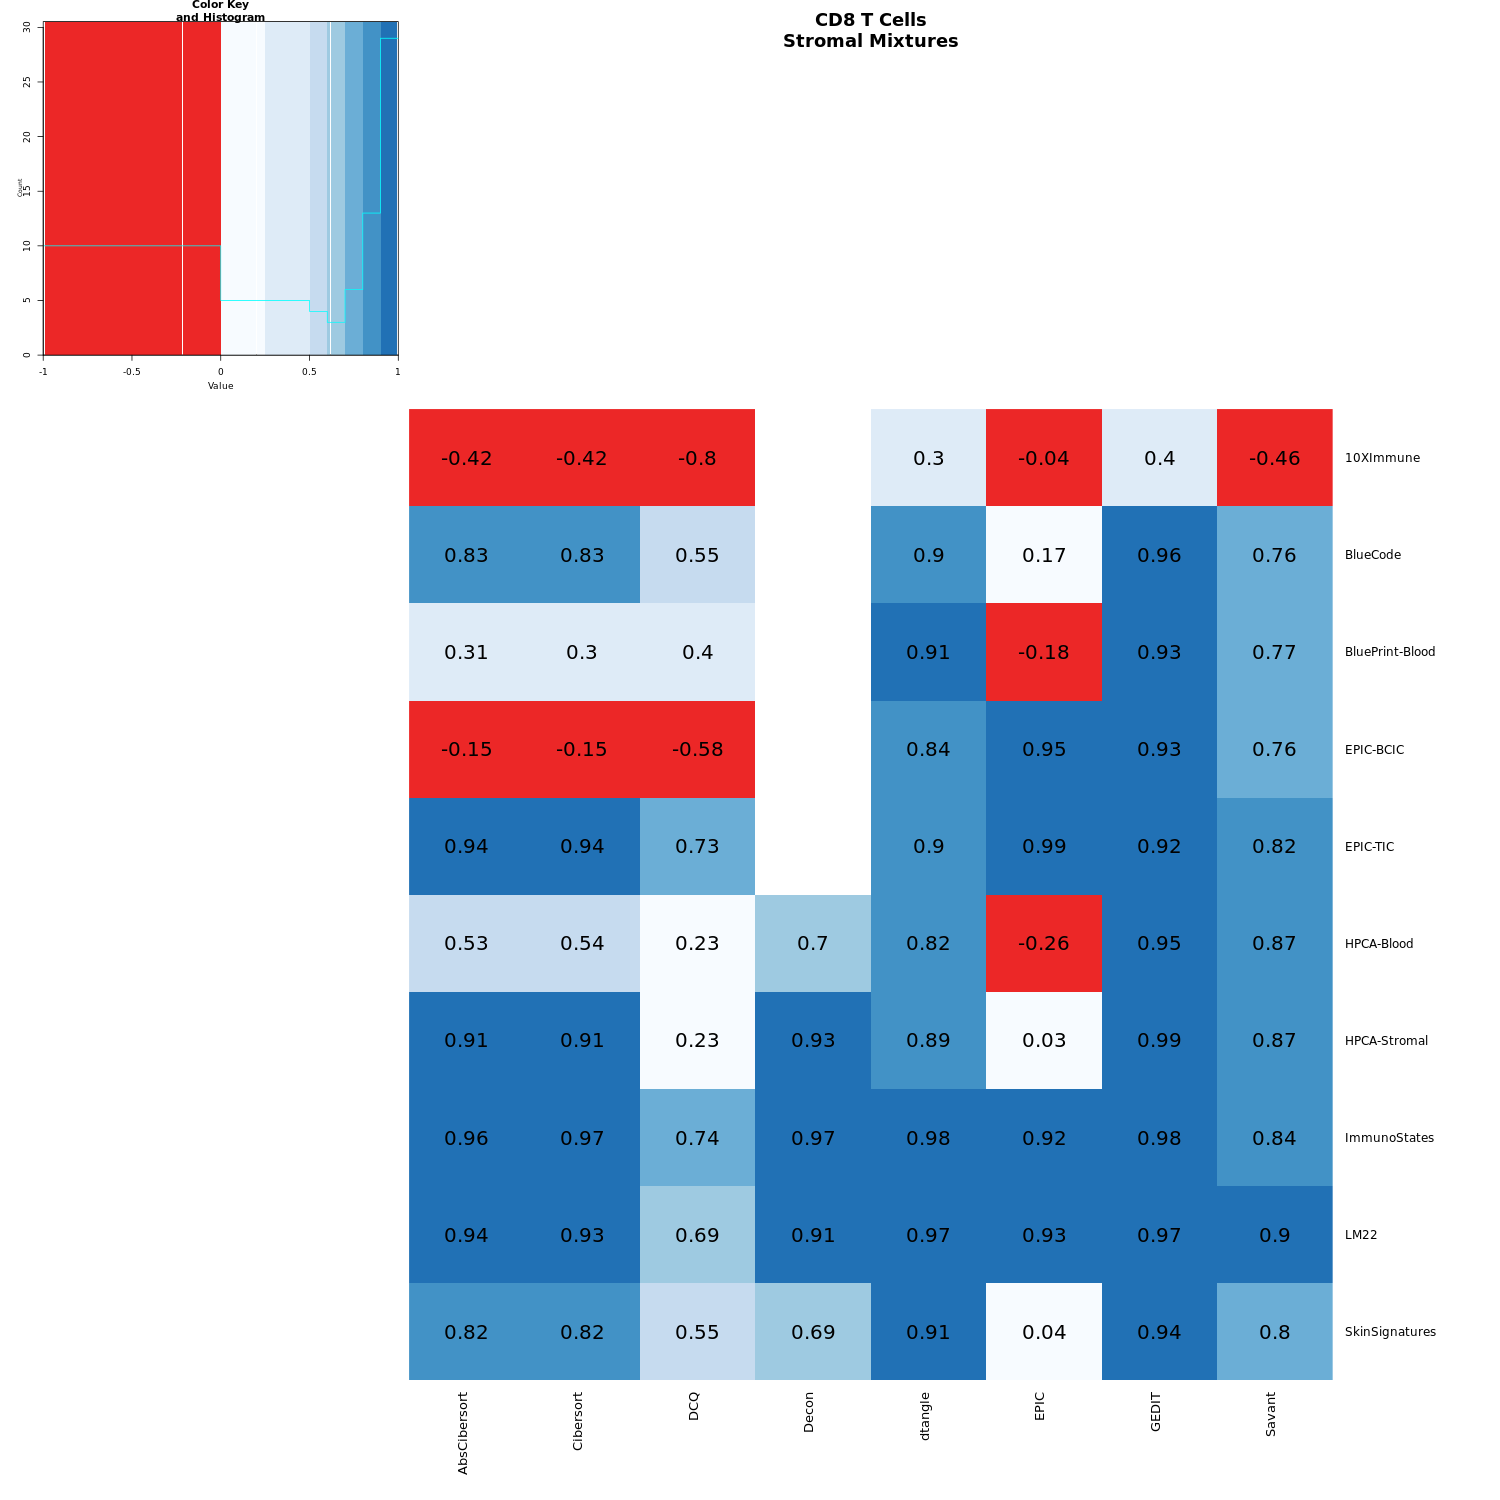 Color Key
and Histogram
CD8 T Cells
Stromal Mixtures
30
25
20
15
10
5
0
Count
-1 -0.5 0 0.5 1
Value
-0.42 -0.42 -0.8 0.3 -0.04 0.4 -0.46 10XImmune
0.83 0.83 0.55 0.9 0.17 0.96 0.76 BlueCode
0.31 0.3 0.4 0.91 -0.18 0.93 0.77 BluePrint-Blood
-0.15 -0.15 -0.58 0.84 0.95 0.93 0.76 EPIC-BCIC
0.94 0.94 0.73 0.9 0.99 0.92 0.82 EPIC-TIC
0.53 0.54 0.23 0.7 0.82 -0.26 0.95 0.87 HPCA-Blood
0.91 0.91 0.23 0.93 0.89 0.03 0.99 0.87 HPCA-Stromal
0.96 0.97 0.74 0.97 0.98 0.92 0.98 0.84 ImmunoStates
0.94 0.93 0.69 0.91 0.97 0.93 0.97 0.9 LM22
0.82 0.82 0.55 0.69 0.91 0.04 0.94 0.8 SkinSignatures
AbsCibersort Cibersort DCQ Decon dtangle EPIC GEDIT Savant